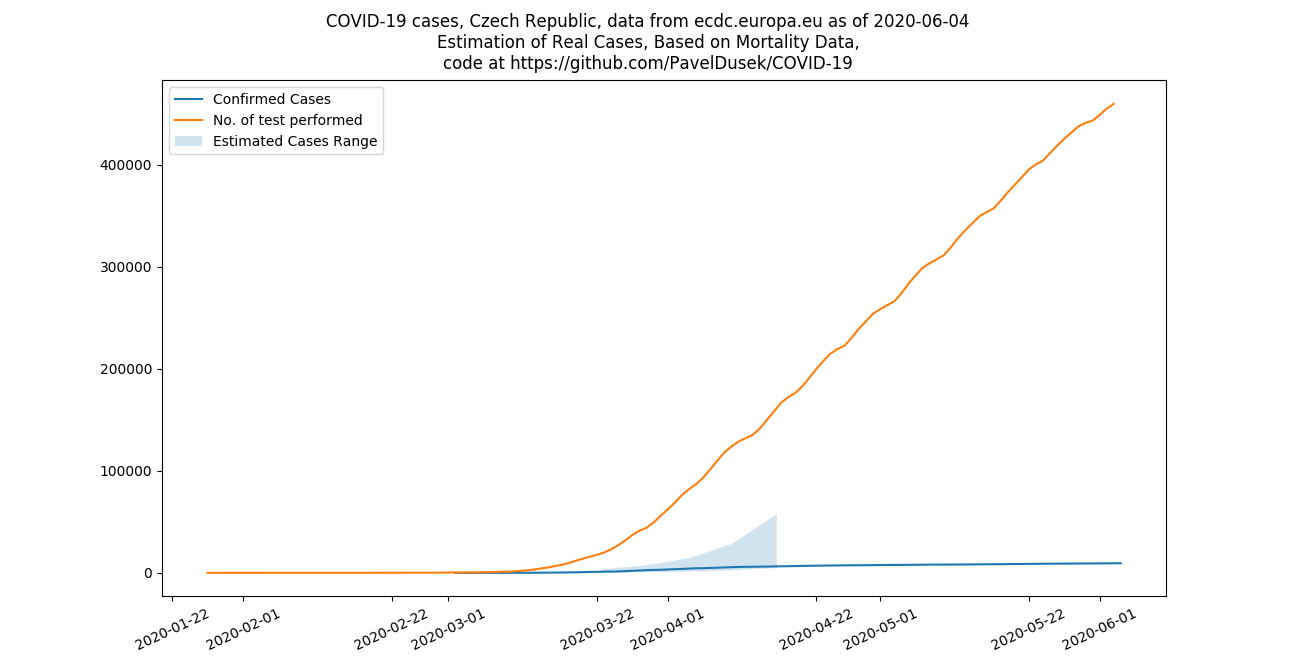 COVID-19 cases, Czech Republic, data from ecdc.europa.eu as of 2020-06-04
Estimation of Real Cases, Based on Mortality Data,
code at https://github.com/PavelDusek/COVID-19
Confirmed Cases
No. of test performed
Estimated Cases Range
400000
300000
200000
100000
0
2020-01-22
2020-02-01
2020-02-22
2020-03-01
2020-03-22
2020-04-01
2020-04-22
2020-05-01
2020-05-22
2020-06-01